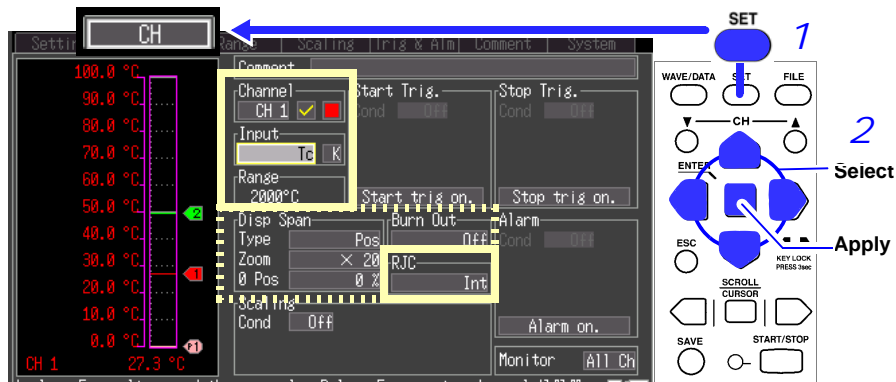 SET
1
CH
Settin Range Scaling Trig & Alm Comment System
WAVE/DATA SET FILE
CH
2
Select
ENTER
Apply
ESC
KEY LOCK
PRESS 3sec
SCROLL
CURSOR
SAVE START/STOP
100.0 °C
90.0 °C
80.0 °C
70.0 °C
60.0 °C
50.0 °C
40.0 °C
30.0 °C
20.0 °C
10.0 °C
0.0 °C
2
1
P1
CH 1 27.3 °C
Comment
Channel
CH 1
Input
Tc K
Range
2000°C
Start Trig.
Cond Off
Start trig on.
Stop Trig.
Cond Off
Stop trig on.
Disp Span
Type Pos
Zoom × 20
0 Pos 0 %
Burn Out
Off
RJC
Int
Alarm
Cond Off
Alarm on.
Scaling
Cond Off
Monitor All Ch